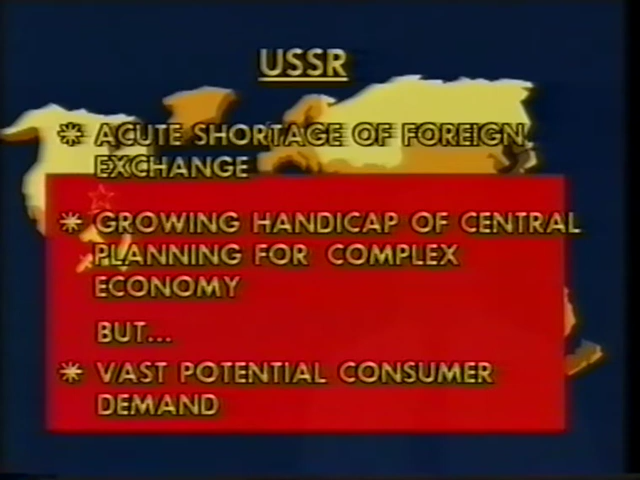 USSR
* ACUTE SHORTAGE OF FOREIGN
EXCHANGE
* GROWING HANDICAP OF CENTRAL
PLANNING FOR COMPLEX
ECONOMY
BUT...
* VAST POTENTIAL CONSUMER
DEMAND